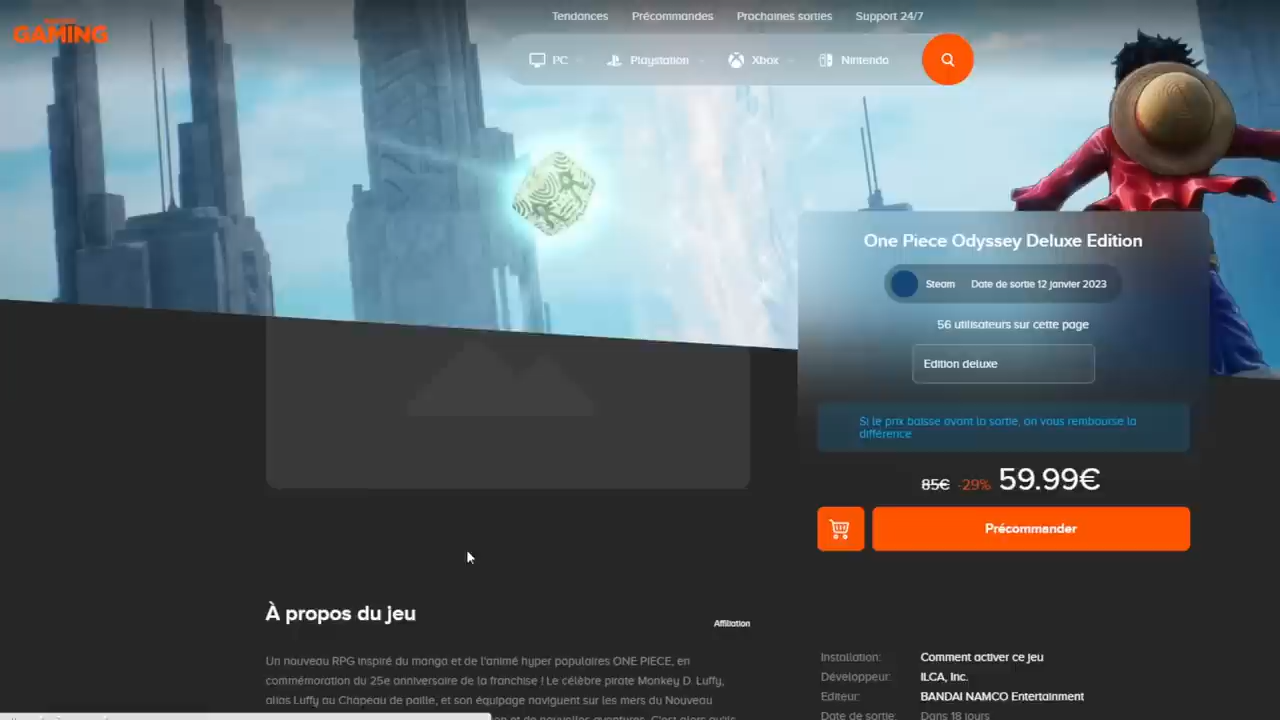 GAMING
Tendances Précommandes Prochaines sorties Support 24/7
PC Playstation Xbox Nintendo
One Piece Odyssey Deluxe Edition
Steam Date de sortie 12 janvier 2023
56 utilisateurs sur cette page
Edition deluxe
Si le prix baisse avant la sortie, on vous rembourse la
différence
85€ -29% 59.99€
Précommander
À propos du jeu
Affiliation
Un nouveau RPG inspiré du manga et de l'animé hyper populaires ONE PIECE, en
commémoration du 25e anniversaire de la franchise ! Le célèbre pirate Monkey D. Luffy,
alias Luffy au Chapeau de paille, et son équipage naviguent sur les mers du Nouveau
Installation: Comment activer ce jeu
Développeur: ILCA, Inc.
Editeur: BANDAI NAMCO Entertainment
Date de sortie: Dans 18 jours